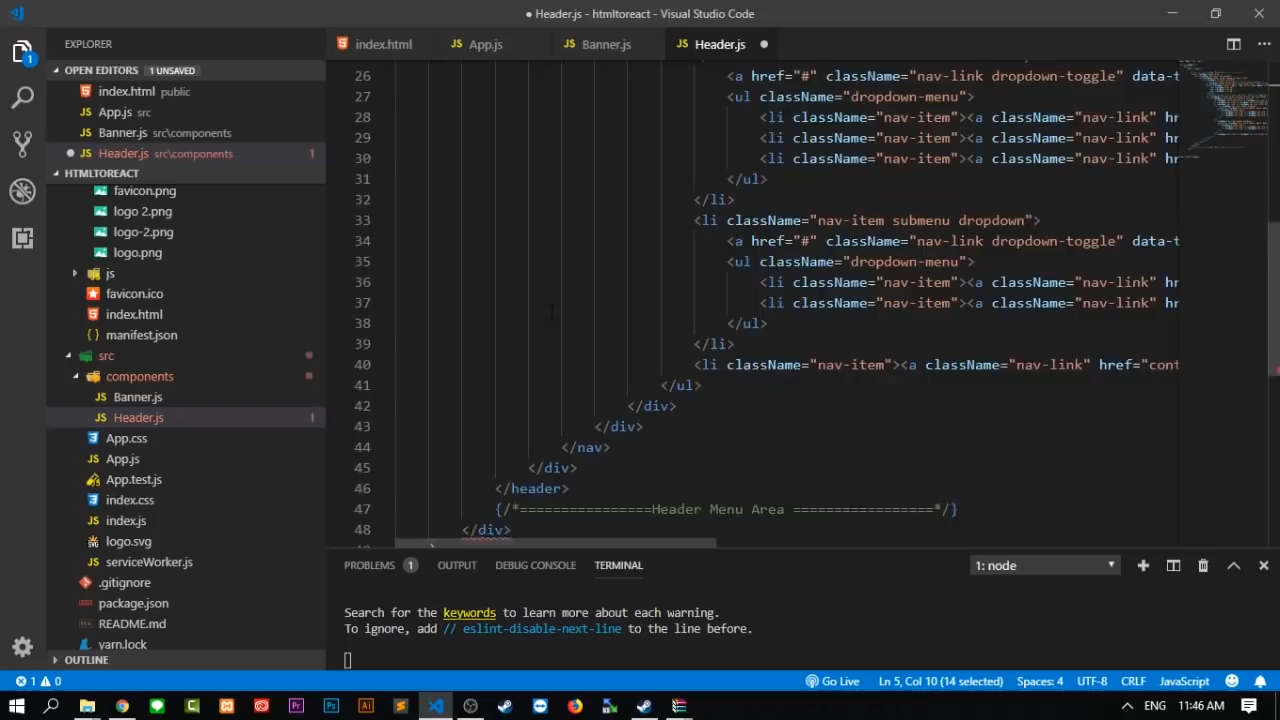 Header.js - htmltoreact - Visual Studio Code
EXPLORER
index.html
App.js
Banner.js
Header.js
OPEN EDITORS 1 UNSAVED
index.html public
App.js src
Banner.js src\components
Header.js src\components 1
HTMLTOREACT
favicon.png
logo 2.png
logo-2.png
logo.png
js
favicon.ico
index.html
manifest.json
src
components
Banner.js
Header.js 1
App.css
App.js
App.test.js
index.css
index.js
logo.svg
serviceWorker.js
.gitignore
package.json
README.md
yarn.lock
OUTLINE
26 <a href="#" className="nav-link dropdown-toggle" data-t
27 <ul className="dropdown-menu">
28 <li className="nav-item"><a className="nav-link" hr
29 <li className="nav-item"><a className="nav-link" hr
30 <li className="nav-item"><a className="nav-link" hr
31 </ul>
32 </li>
33 <li className="nav-item submenu dropdown">
34 <a href="#" className="nav-link dropdown-toggle" data-t
35 <ul className="dropdown-menu">
36 <li className="nav-item"><a className="nav-link" hr
37 <li className="nav-item"><a className="nav-link" hr
38 </ul>
39 </li>
40 <li className="nav-item"><a className="nav-link" href="cont
41 </ul>
42 </div>
43 </div>
44 </nav>
45 </div>
46 </header>
47 {/*================Header Menu Area =================*/}
48 </div>
PROBLEMS 1 OUTPUT DEBUG CONSOLE TERMINAL 1: node
Search for the keywords to learn more about each warning.
To ignore, add // eslint-disable-next-line to the line before.
1 0 Go Live Ln 5, Col 10 (14 selected) Spaces: 4 UTF-8 CRLF JavaScript
ENG 11:46 AM